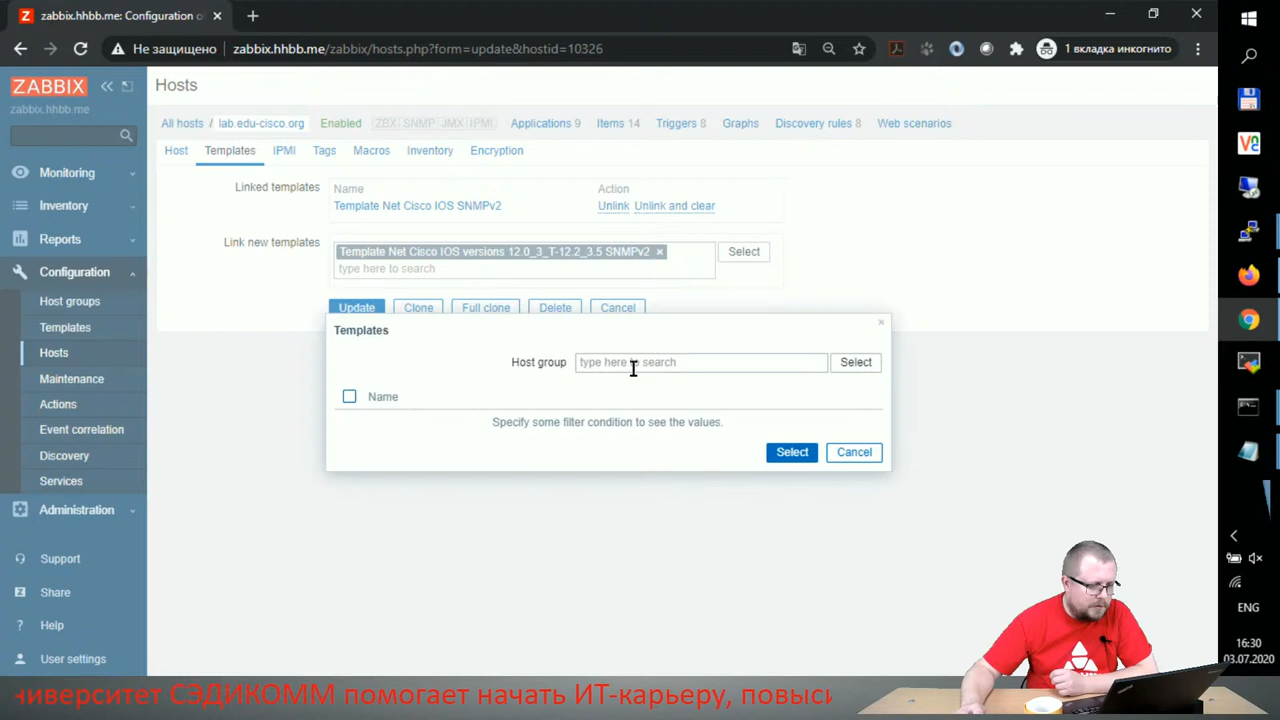 zabbix.hhbb.me: Configuration o
Не защищено
zabbix.hhbb.me/zabbix/hosts.php?form=update&hostid=10326
1 вкладка инкогнито
ZABBIX
zabbix.hhbb.me
Monitoring
Inventory
Reports
Configuration
Host groups
Templates
Hosts
Maintenance
Actions
Event correlation
Discovery
Services
Administration
Support
Share
Help
User settings
Hosts
All hosts / lab.edu-cisco.org Enabled ZBX SNMP JMX IPMI Applications 9 Items 14 Triggers 8 Graphs Discovery rules 8 Web scenarios
Host Templates IPMI Tags Macros Inventory Encryption
Linked templates Name Action
Template Net Cisco IOS SNMPv2 Unlink Unlink and clear
Link new templates Template Net Cisco IOS versions 12.0_3_T-12.2_3.5 SNMPv2 × Select
type here to search
Update Clone Full clone Delete Cancel
Templates
Host group type here to search Select
Name
Specify some filter condition to see the values.
Select Cancel
ENG
16:30
03.07.2020
ниверситет СЭДИКОММ помогает начать ИТ-карьеру, повыси